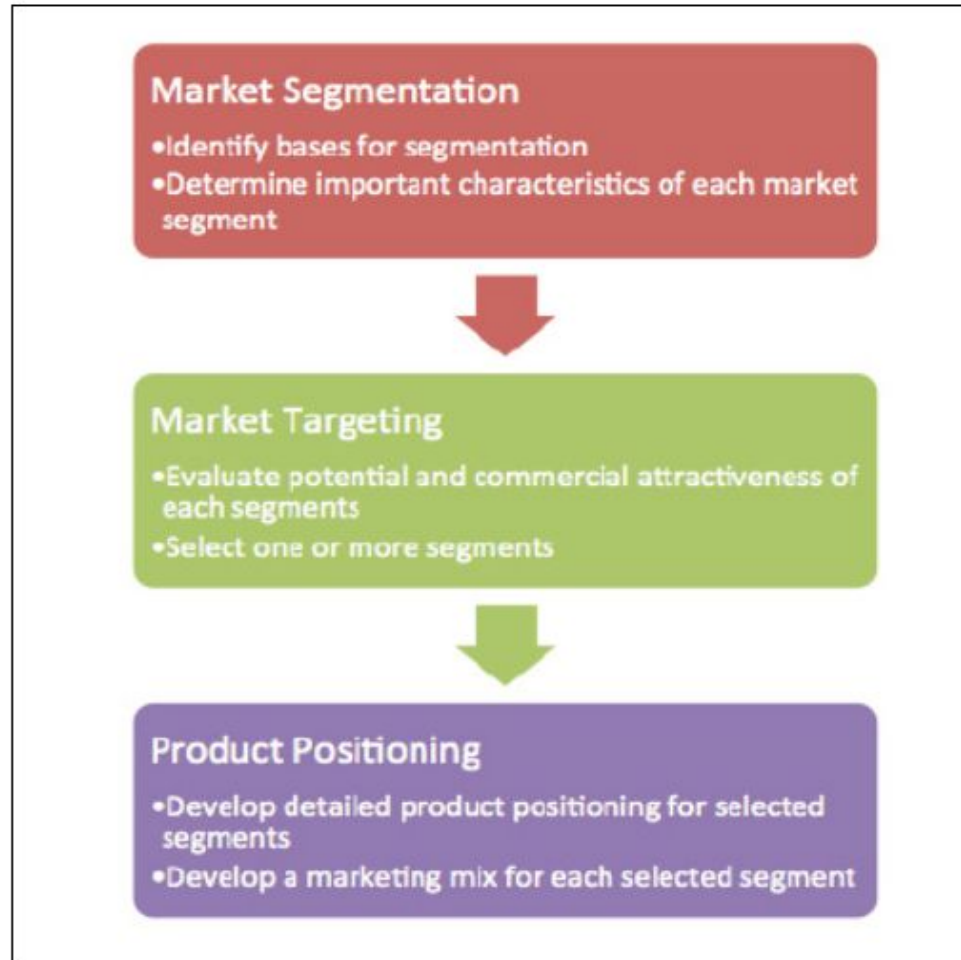 Market Segmentation
•Identify bases for segmentation
•Determine important characteristics of each market
segment
Market Targeting
•Evaluate potential and commercial attractiveness of
each segments
•Select one or more segments
Product Positioning
•Develop detailed product positioning for selected
segments
•Develop a marketing mix for each selected segment